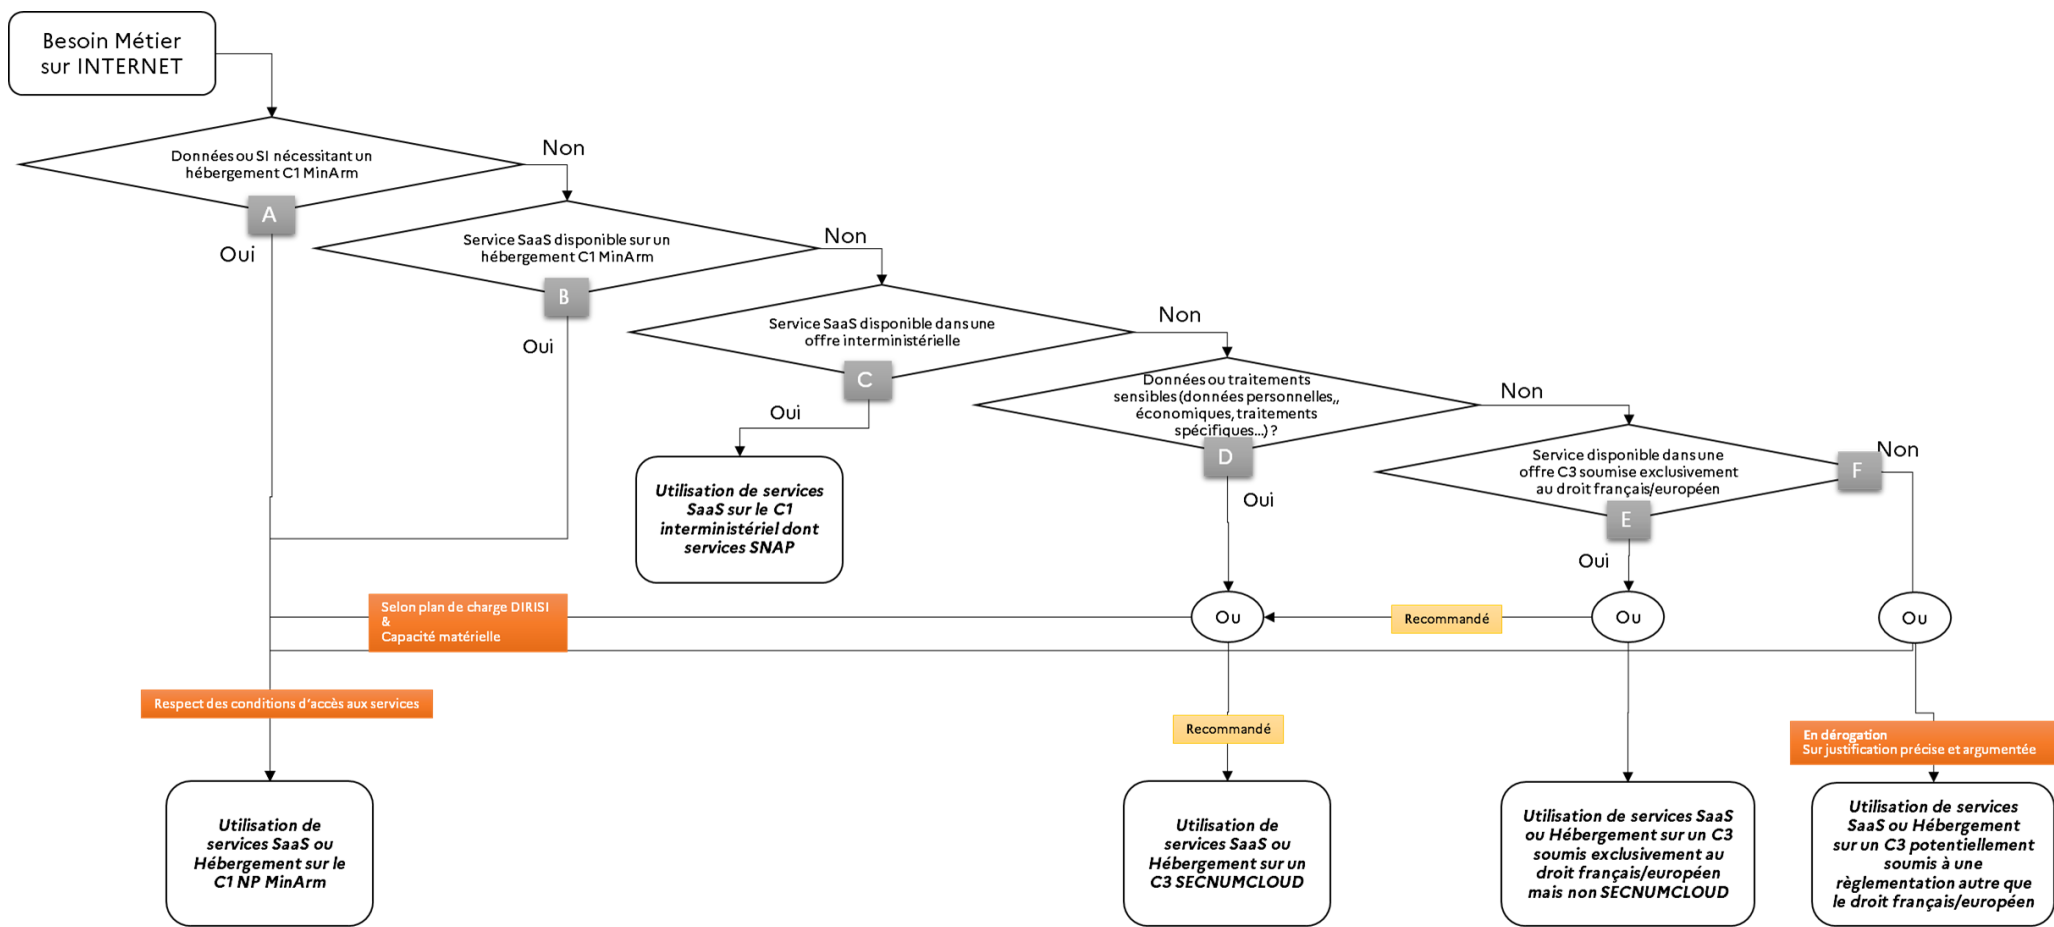 Besoin Métier
sur INTERNET
Données ou SI nécessitant un
hébergement C1 MinArm
A
Non
Oui
Service SaaS disponible sur un
hébergement C1 MinArm
B
Non
Oui
Service SaaS disponible dans une
offre interministérielle
C
Non
Oui
Utilisation de services
SaaS sur le C1
interministériel dont
services SNAP
Données ou traitements
sensibles (données personnelles,,
économiques, traitements
spécifiques…) ?
D
Non
Oui
Service disponible dans une
offre C3 soumise exclusivement
au droit français/européen
E
F
Non
Oui
Selon plan de charge DIRISI
&
Capacité matérielle
Ou
Recommandé
Ou
Ou
Respect des conditions d'accès aux services
Recommandé
En dérogation
Sur justification précise et argumentée
Utilisation de
services SaaS ou
Hébergement sur le
C1 NP MinArm
Utilisation de
services SaaS ou
Hébergement sur un
C3 SECNUMCLOUD
Utilisation de services SaaS
ou Hébergement sur un C3
soumis exclusivement au
droit français/européen
mais non SECNUMCLOUD
Utilisation de services
SaaS ou Hébergement
sur un C3 potentiellement
soumis à une
règlementation autre que
le droit français/européen